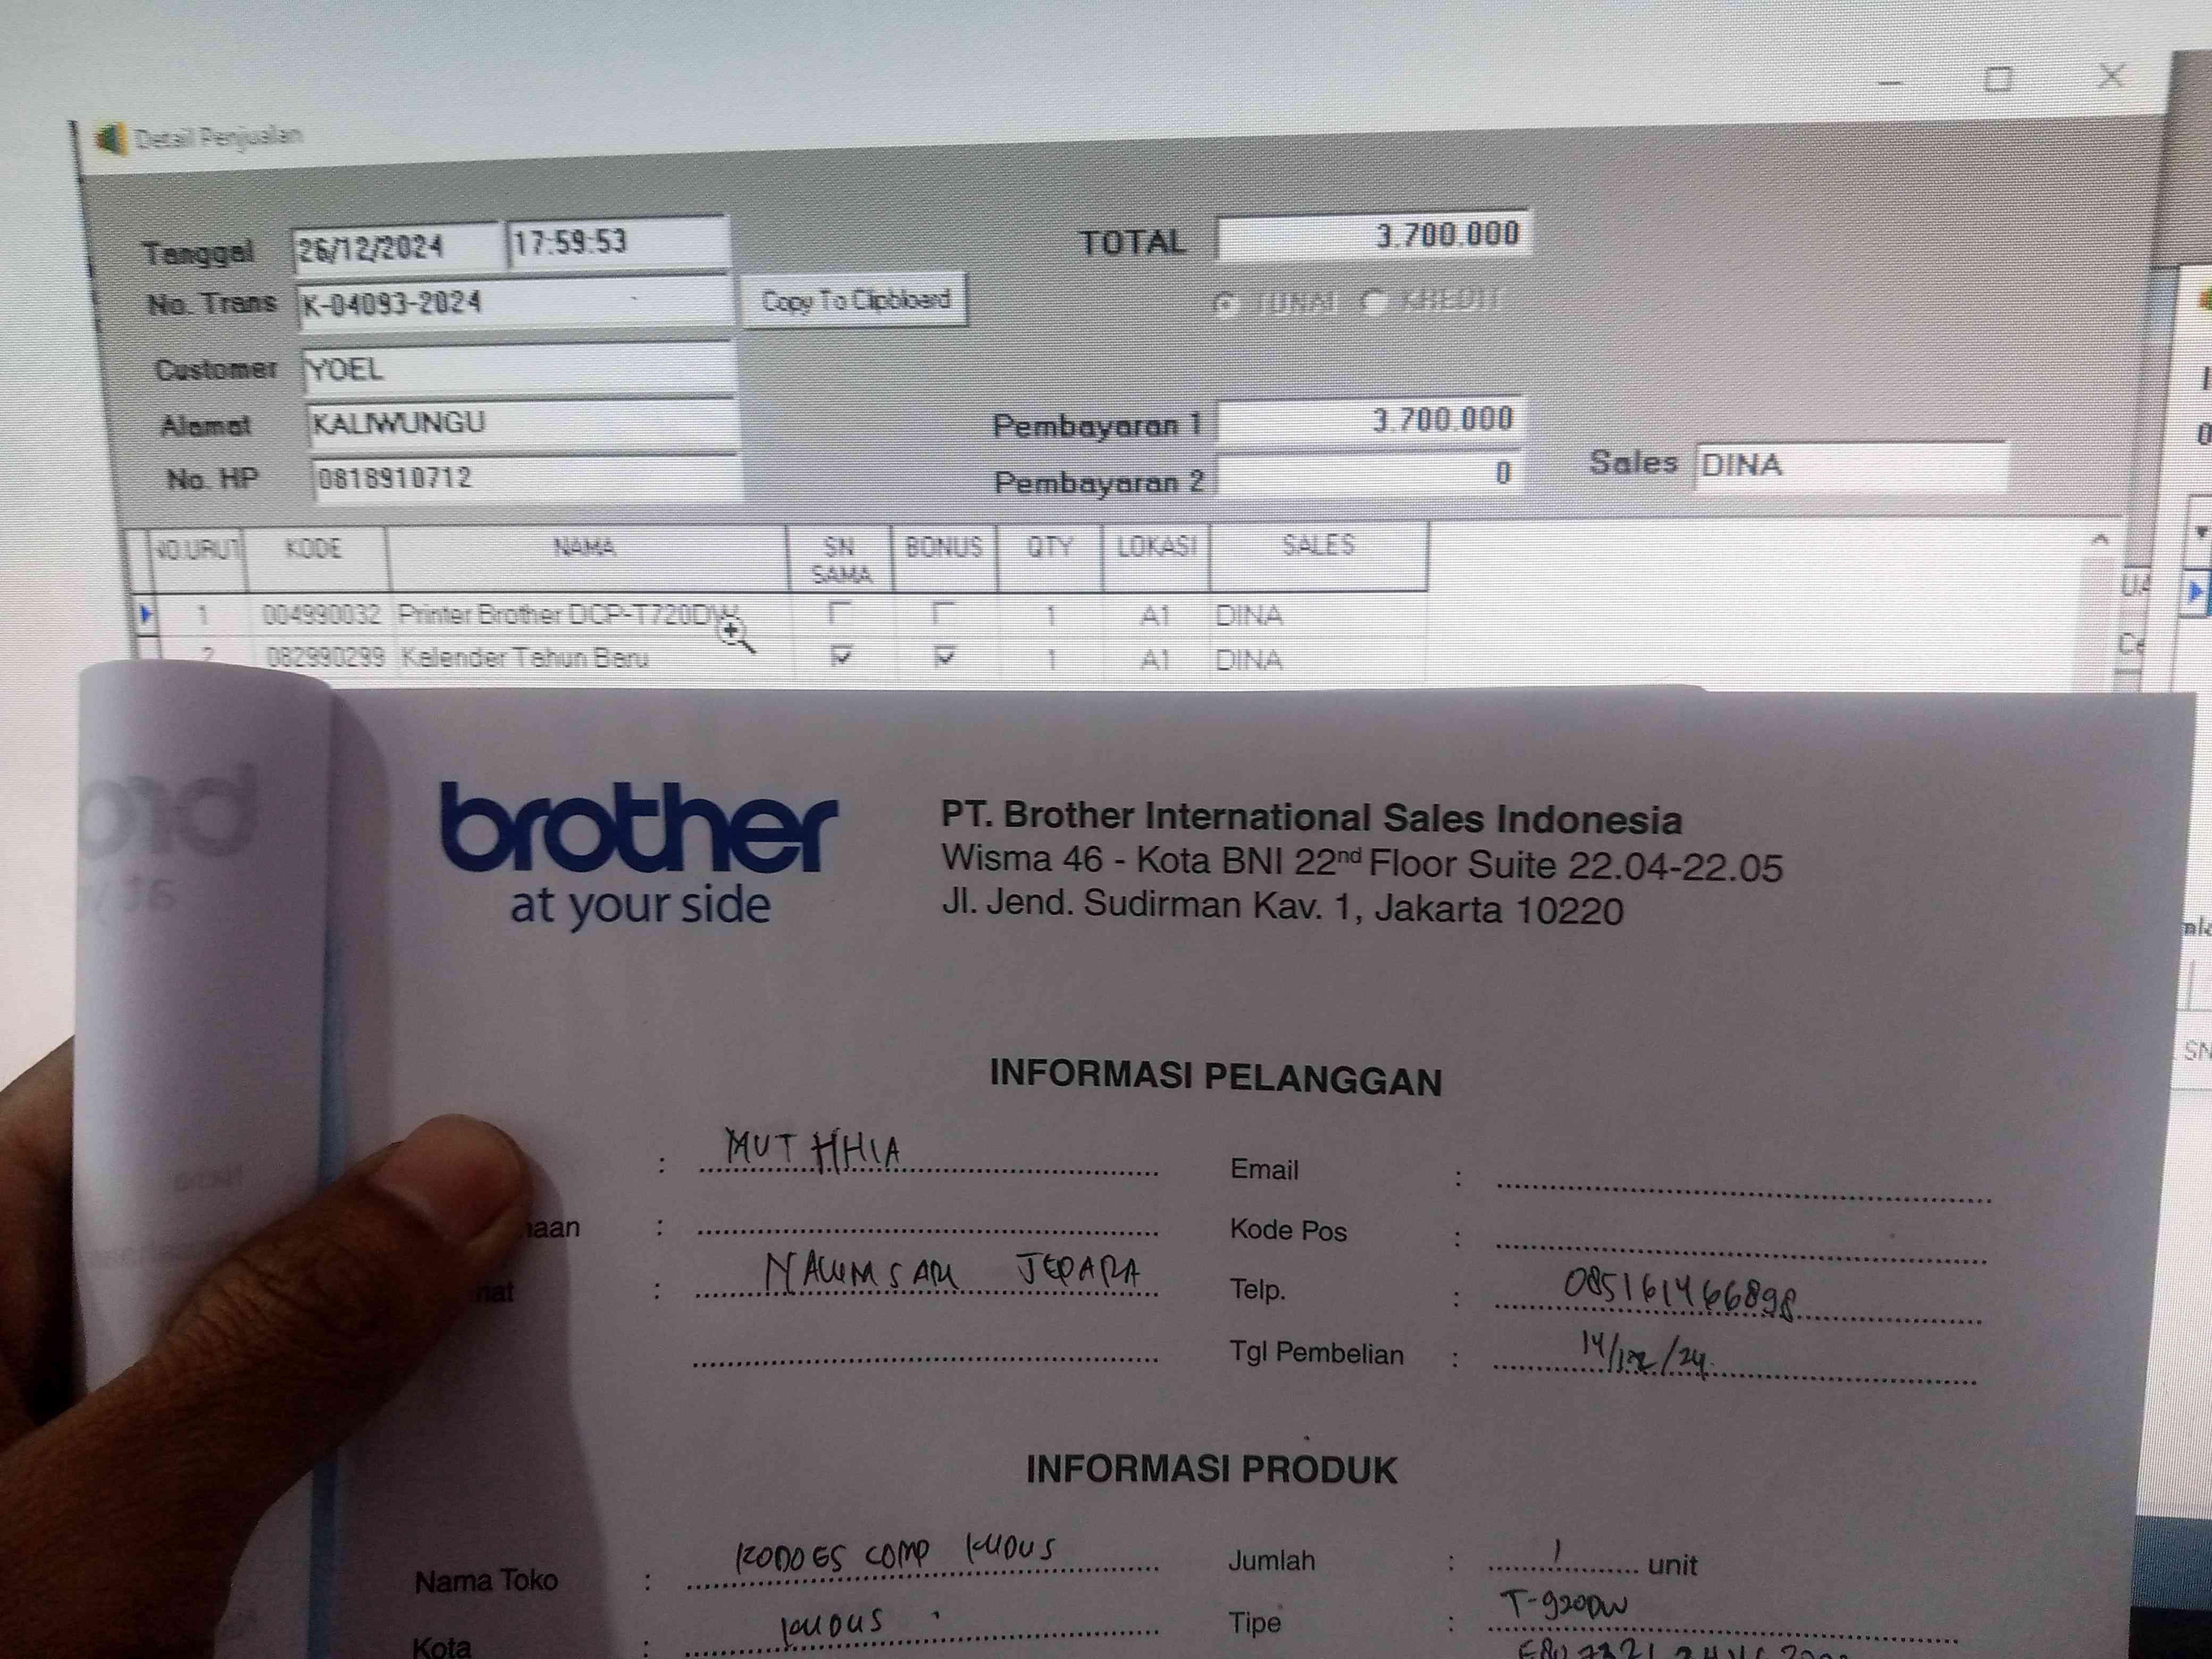 Detail Penjualan
Tanggal 26/12/2024 17:59:53 TOTAL 3.700.000
No. Trans K-04093-2024 Copy To Clipbloard TUNAI KREDIT
Customer YOEL
Alamat KALIWUNGU Pembayaran 1 3.700.000
No. HP 0818910712 Pembayaran 2 0 Sales DINA
NO.URUT KODE NAMA SN SAMA BONUS QTY LOKASI SALES
1 004990032 Printer Brother DCP-T720DW 1 A1 DINA
2 082990299 Kalender Tahun Baru 1 A1 DINA
brother
at your side
PT. Brother International Sales Indonesia
Wisma 46 - Kota BNI 22nd Floor Suite 22.04-22.05
Jl. Jend. Sudirman Kav. 1, Jakarta 10220
INFORMASI PELANGGAN
: MUTHHIA Email :
: Kode Pos :
: NALUMSARI JEPARA Telp. : 085161466898
Tgl Pembelian : 14/12/24
INFORMASI PRODUK
Nama Toko : KODOES COMP KUDUS Jumlah : 1 unit
Kota : KUDUS Tipe : T-920DW
SN